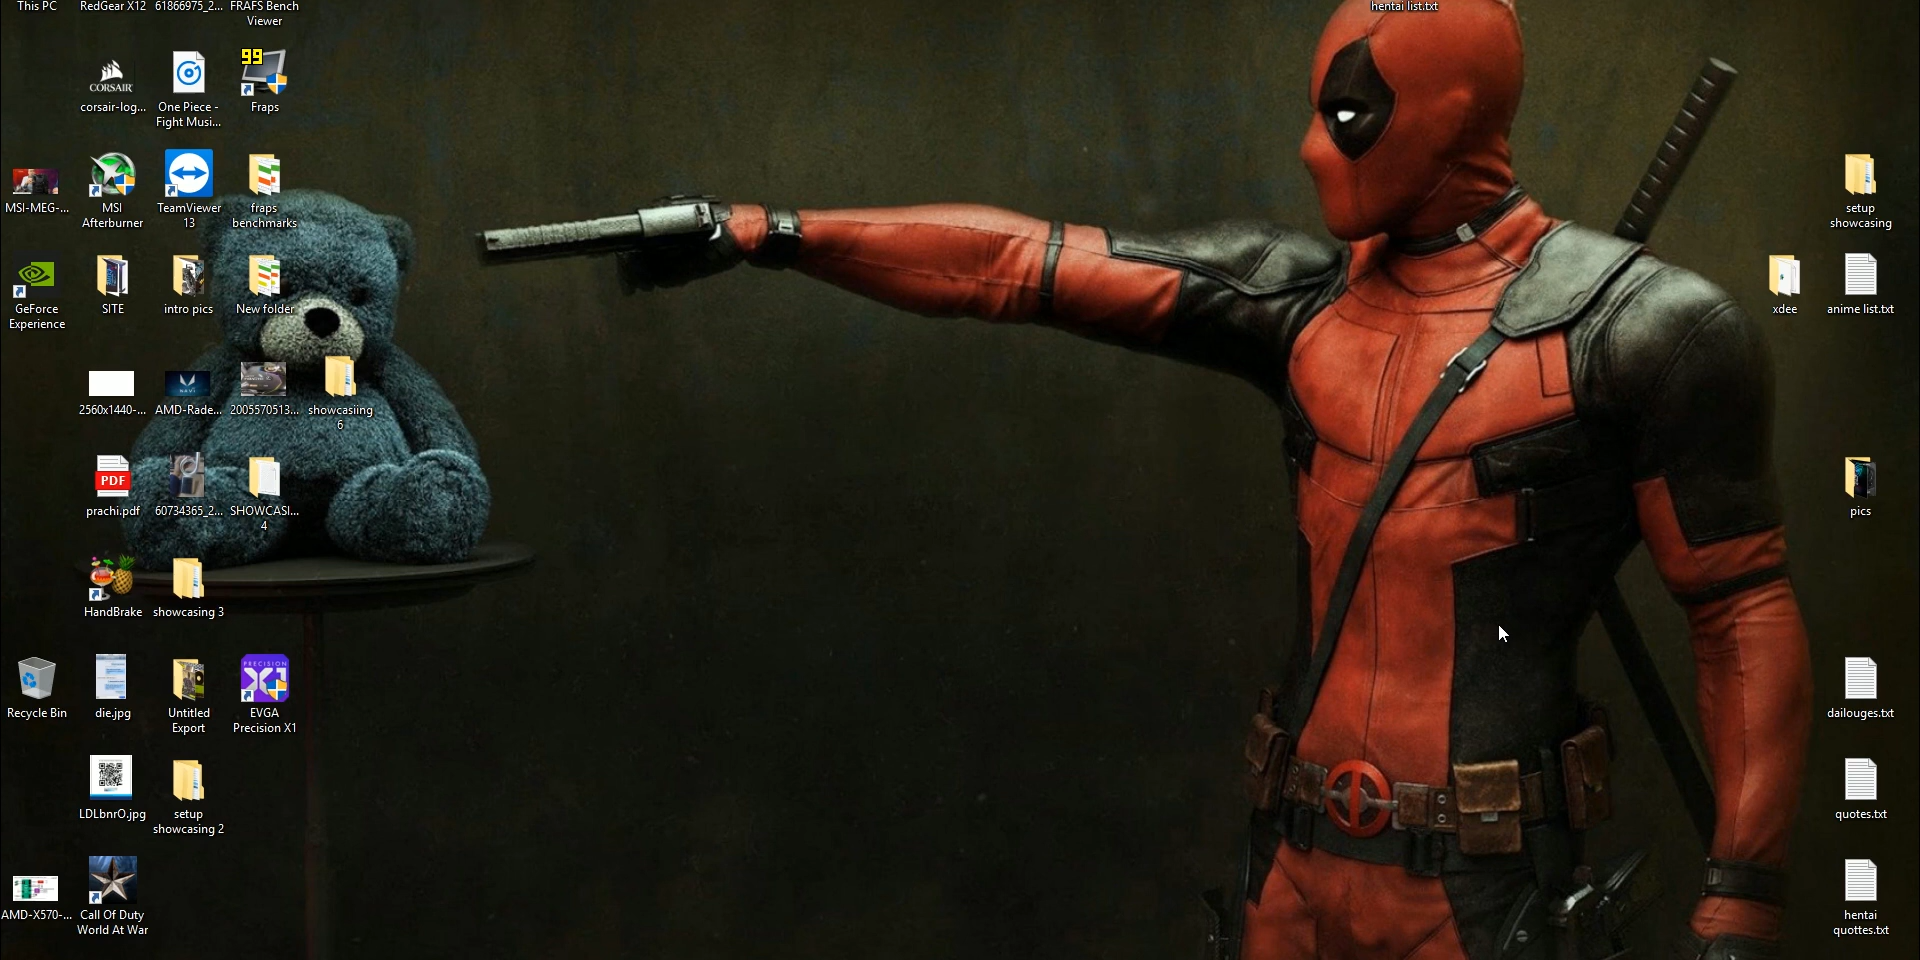 This PC
RedGear X12
61866975_2...
FRAFS Bench
Viewer
hentai list.txt
CORSAIR
corsair-log...
One Piece -
Fight Musi...
99
Fraps
MSI-MEG-...
MSI
Afterburner
TeamViewer
13
fraps
benchmarks
setup
showcasing
GeForce
Experience
SITE
intro pics
New folder
xdee
anime list.txt
2560x1440-...
NAVI
AMD-Rade...
2005570513...
showcasiing
6
PDF
prachi.pdf
60734365_2...
SHOWCASI...
4
pics
HandBrake
showcasing 3
Recycle Bin
die.jpg
Untitled
Export
PRECISION
X1
EVGA
Precision X1
dailouges.txt
LDLbnrO.jpg
setup
showcasing 2
quotes.txt
AMD-X570-...
Call Of Duty
World At War
hentai
quottes.txt